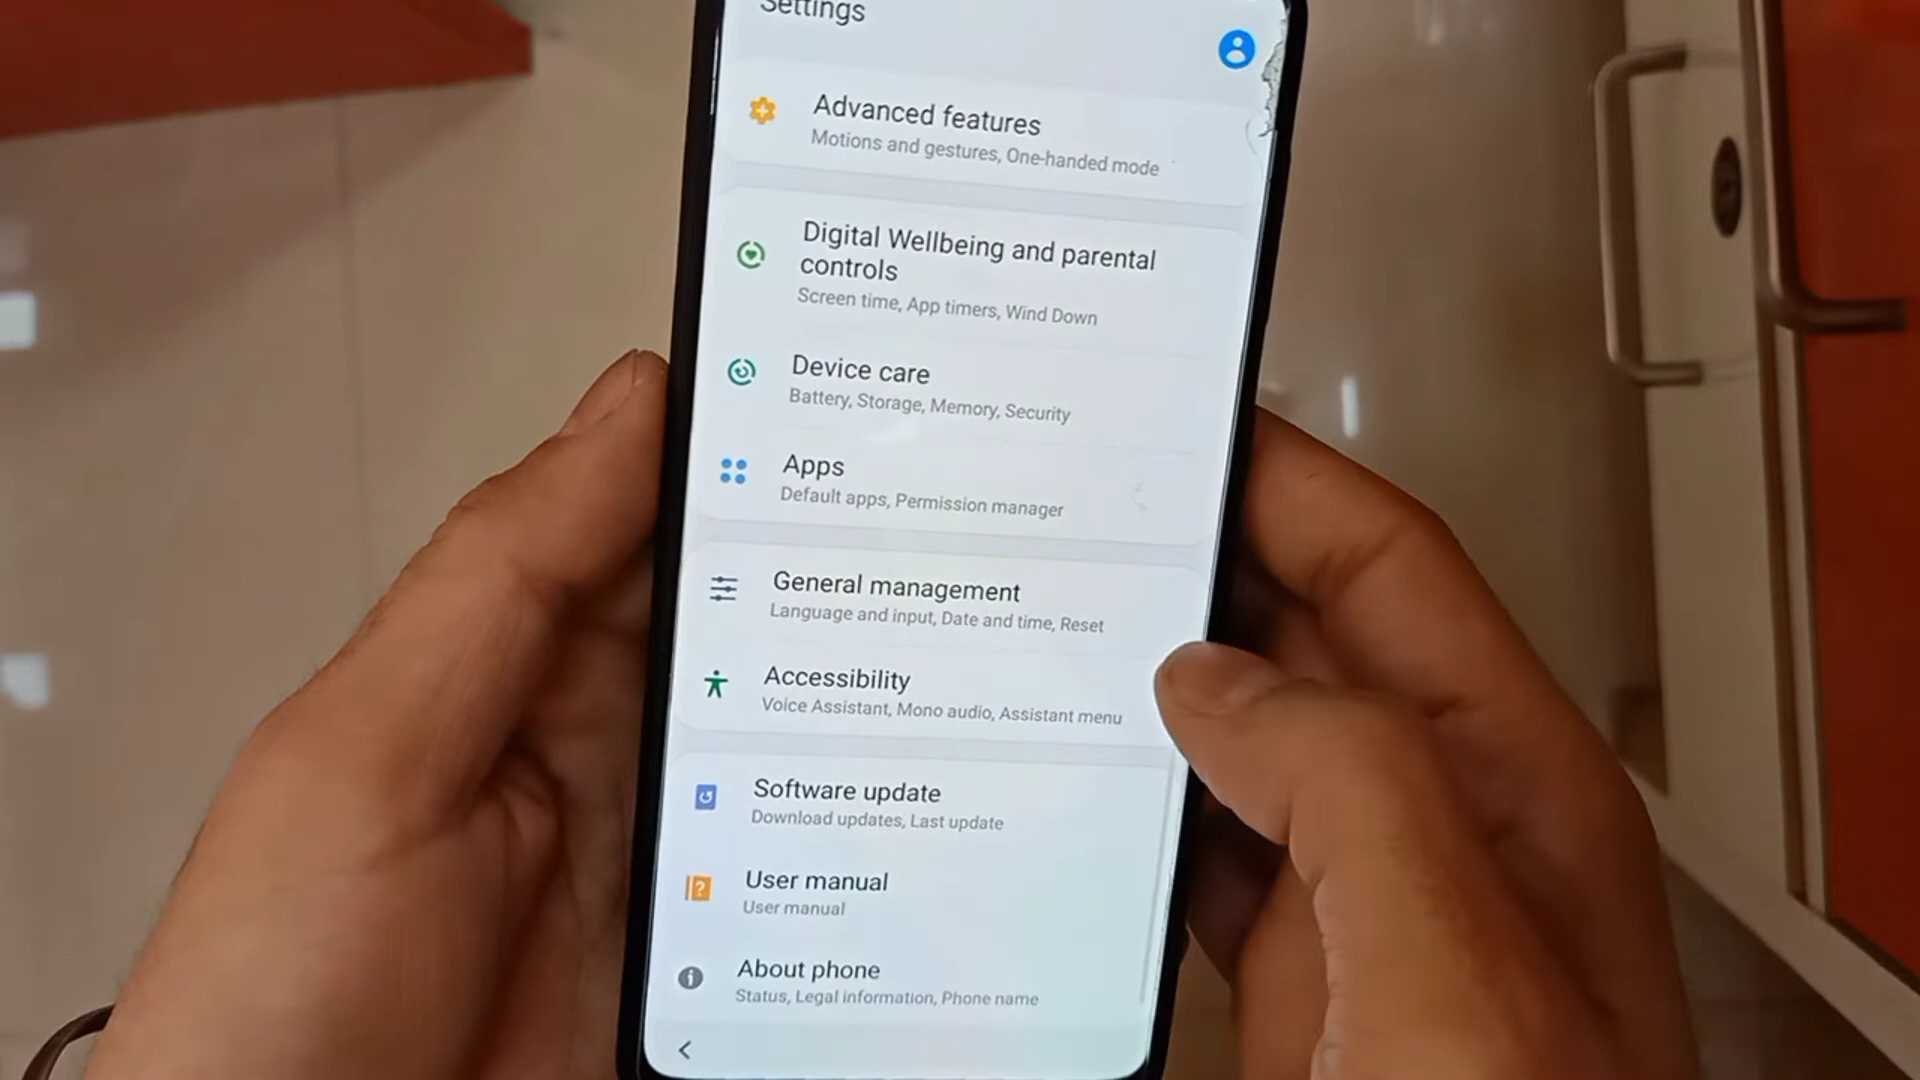 Settings
Advanced features
Motions and gestures, One-handed mode
Digital Wellbeing and parental
controls
Screen time, App timers, Wind Down
Device care
Battery, Storage, Memory, Security
Apps
Default apps, Permission manager
General management
Language and input, Date and time, Reset
Accessibility
Voice Assistant, Mono audio, Assistant menu
Software update
Download updates, Last update
User manual
User manual
About phone
Status, Legal information, Phone name